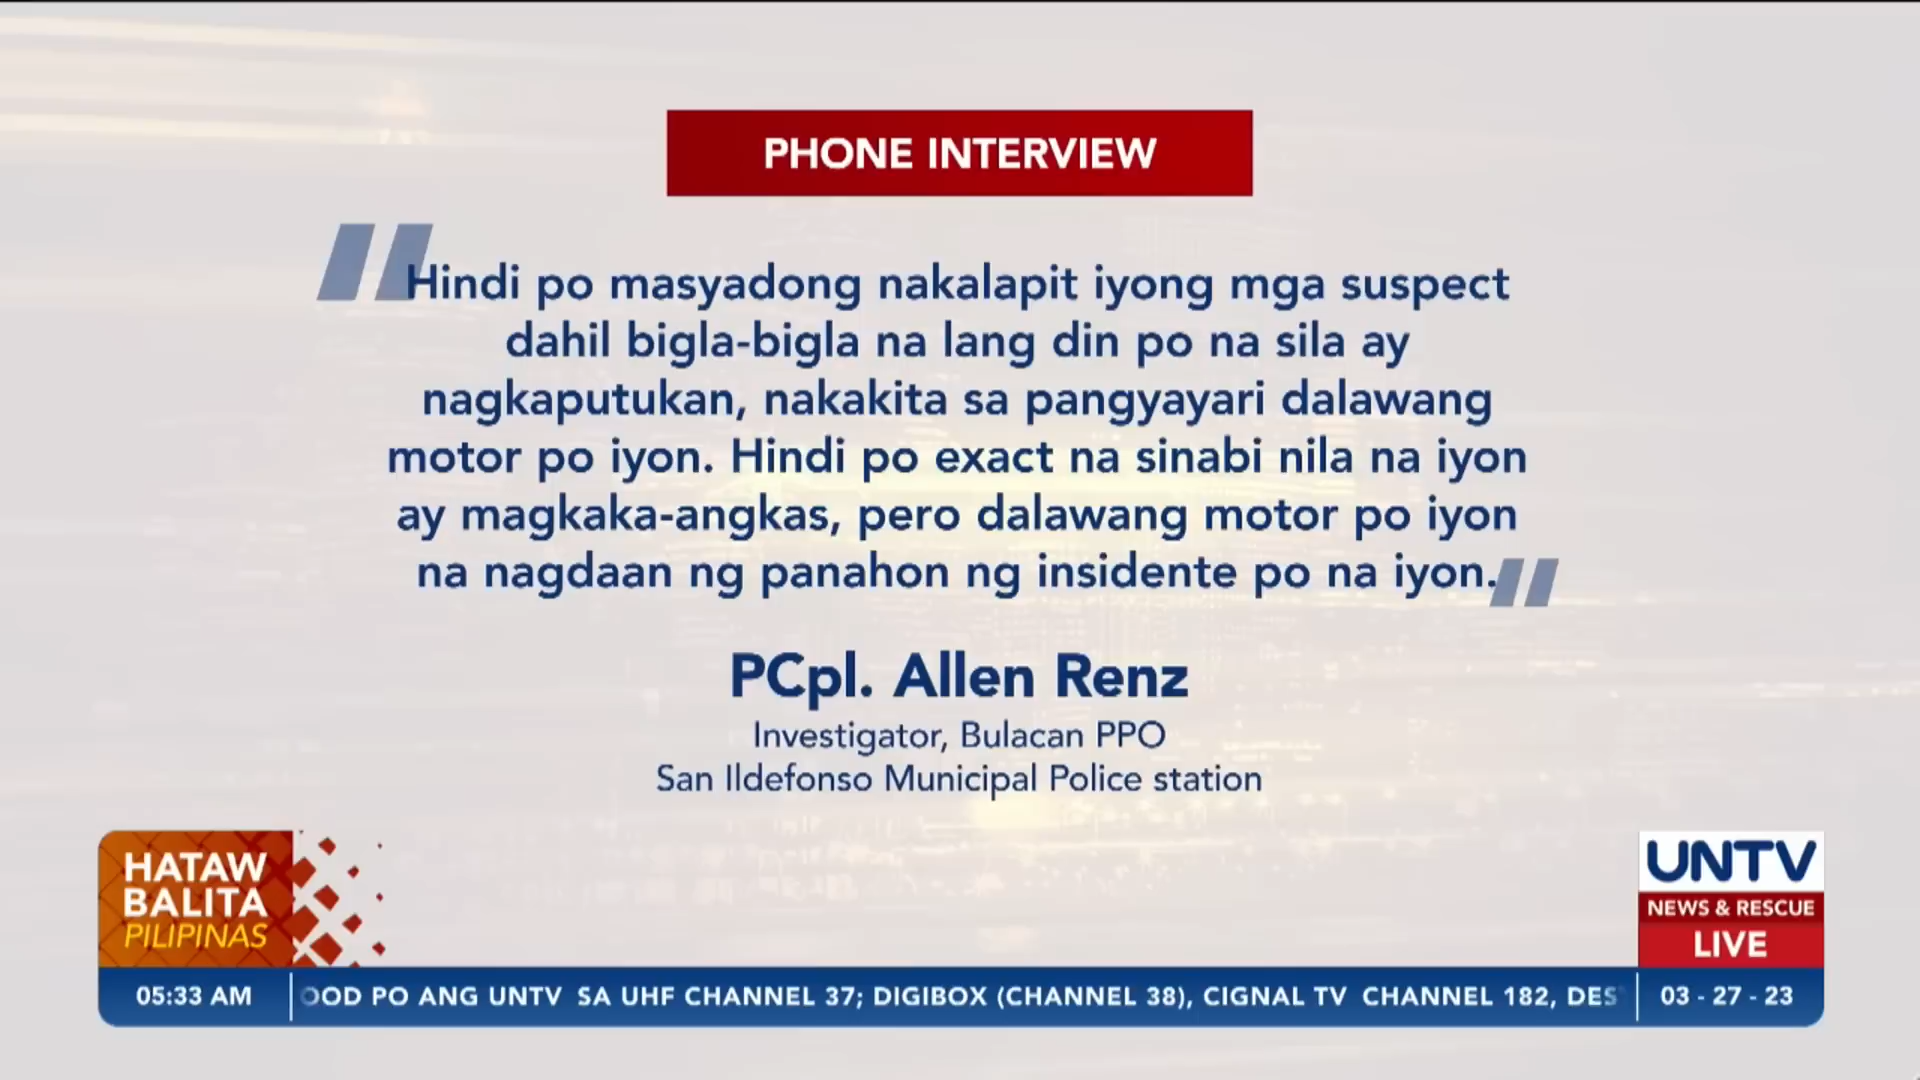 PHONE INTERVIEW
Hindi po masyadong nakalapit iyong mga suspect
dahil bigla-bigla na lang din po na sila ay
nagkaputukan, nakakita sa pangyayari dalawang
motor po iyon. Hindi po exact na sinabi nila na iyon
ay magkaka-angkas, pero dalawang motor po iyon
na nagdaan ng panahon ng insidente po na iyon.
PCpl. Allen Renz
Investigator, Bulacan PPO
San Ildefonso Municipal Police station
HATAW
BALITA
PILIPINAS
UNTV
NEWS & RESCUE
LIVE
05:33 AM
OOD PO ANG UNTV SA UHF CHANNEL 37; DIGIBOX (CHANNEL 38), CIGNAL TV CHANNEL 182, DES
03 - 27 - 23